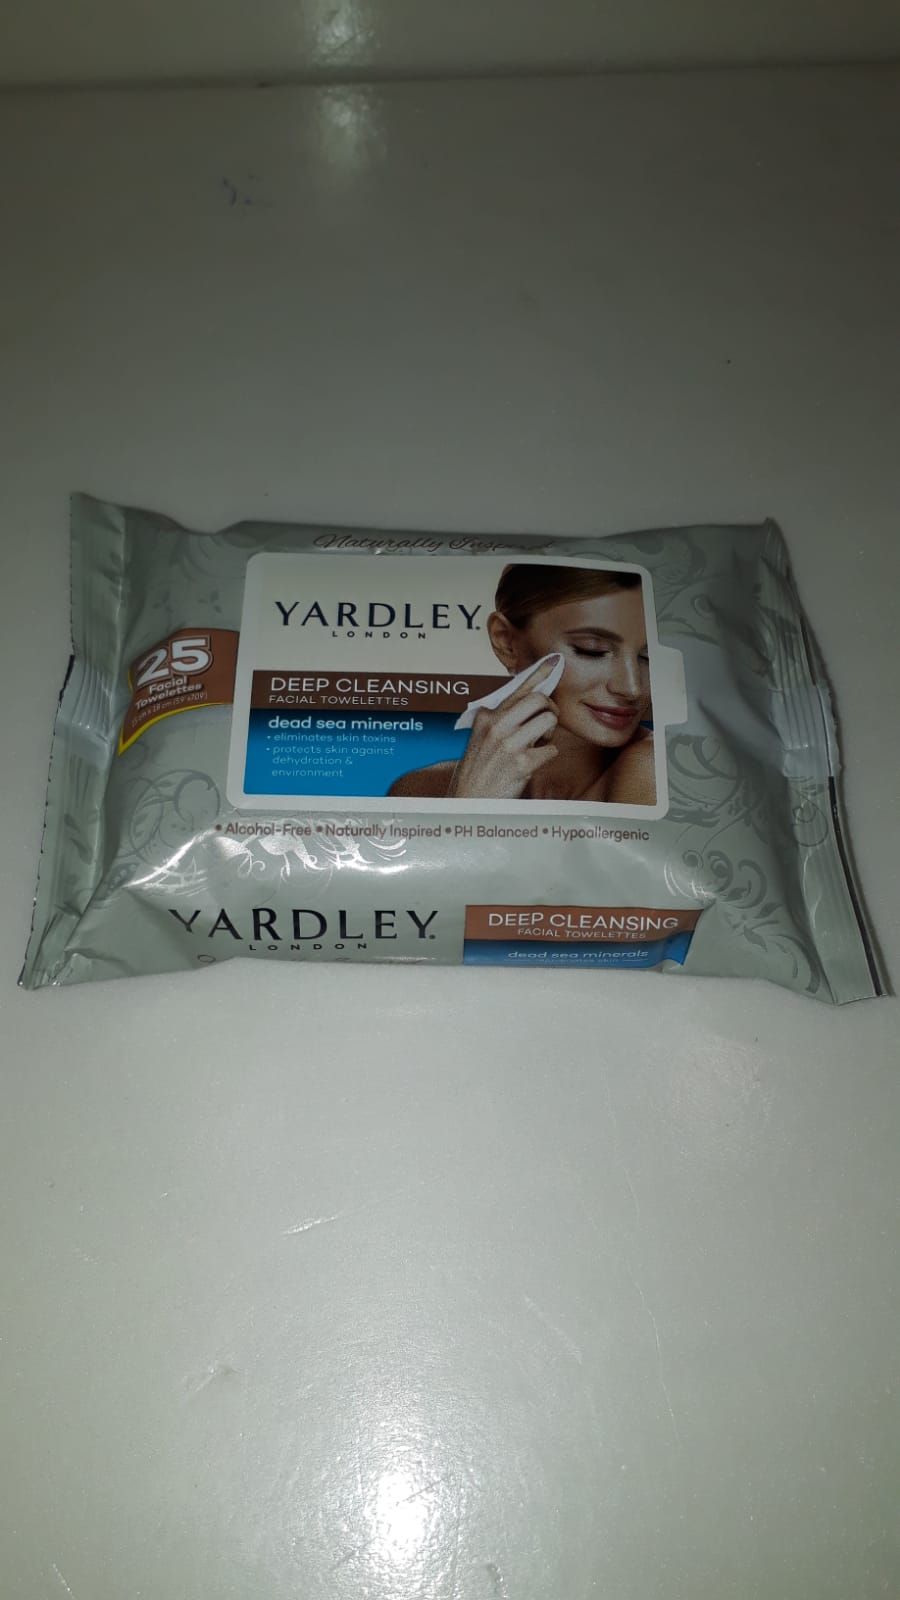 Naturally Inspired
YARDLEY.
LONDON
25
Facial
Towelettes
DEEP CLEANSING
FACIAL TOWELETTES
dead sea minerals
• eliminates skin toxins
• protects skin against
dehydration &
environment
• Alcohol-Free • Naturally Inspired • PH Balanced • Hypoallergenic
YARDLEY.
LONDON
DEEP CLEANSING
FACIAL TOWELETTES
dead sea minerals